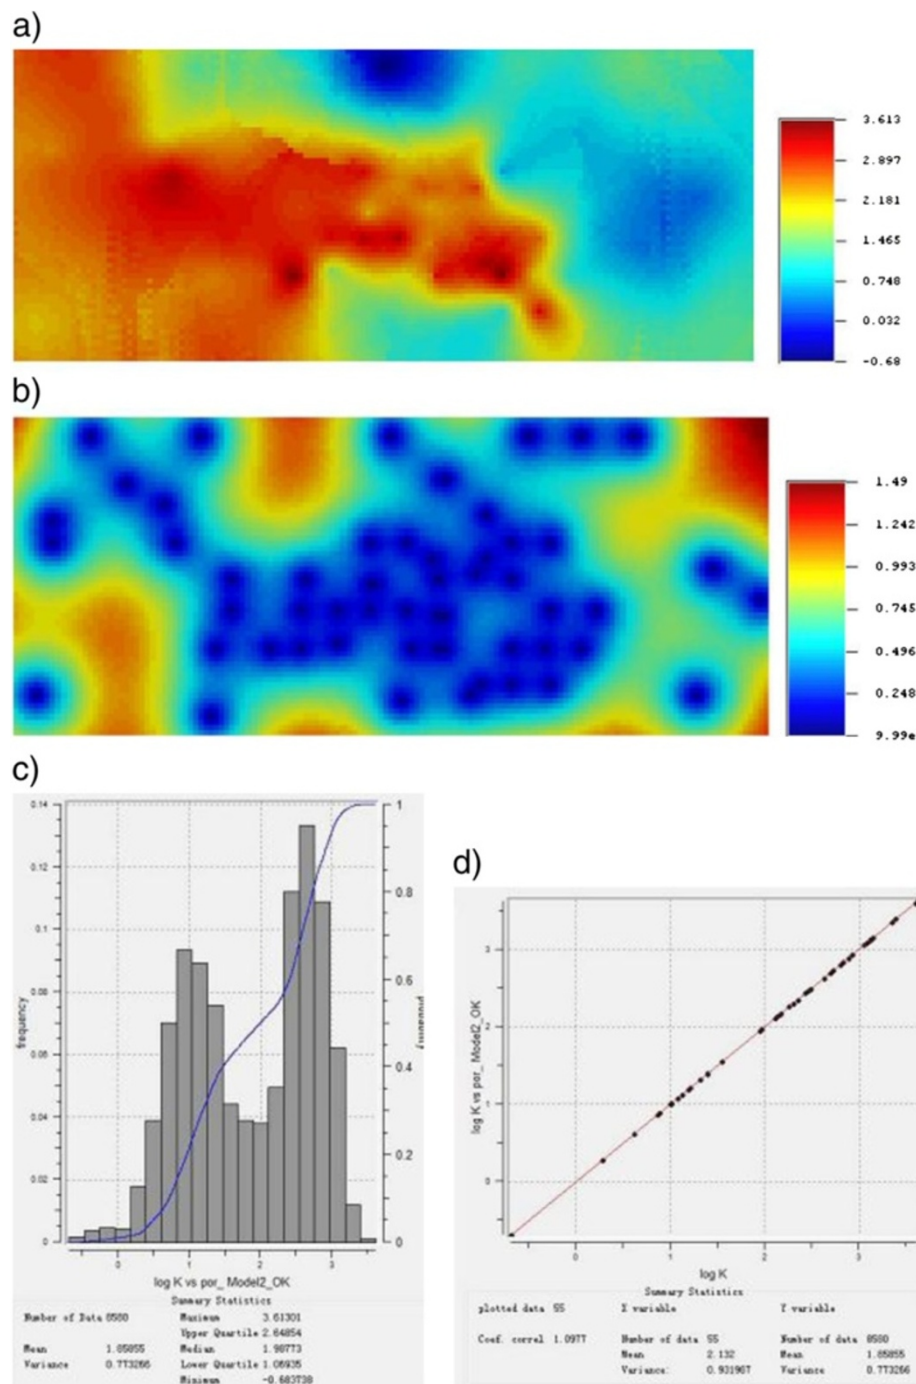 a)
3.613
2.897
2.181
1.465
0.748
0.032
-0.68
b)
1.49
1.242
0.993
0.745
0.496
0.248
9.99e
c)
0.14
0.12
0.1
0.08
0.06
0.04
0.02
0
frequency
1
0.8
0.6
0.4
0.2
0
probability
0 1 2 3
log K vs por_ Model2_OK
Summary Statistics
Number of Data 8580
Maximum 3.61301
Upper Quartile 2.64854
Mean 1.85855
Median 1.98773
Variance 0.773266
Lower Quartile 1.06935
Minimum -0.683738
d)
3
2
1
0
log K vs por_ Model2_OK
0 1 2 3
log K
Summary Statistics
plotted data 55 X variable Y variable
Coef. correl 1.0977 Number of data 55 Number of data 8580
Mean 2.132 Mean 1.85855
Variance: 0.931967 Variance 0.773266